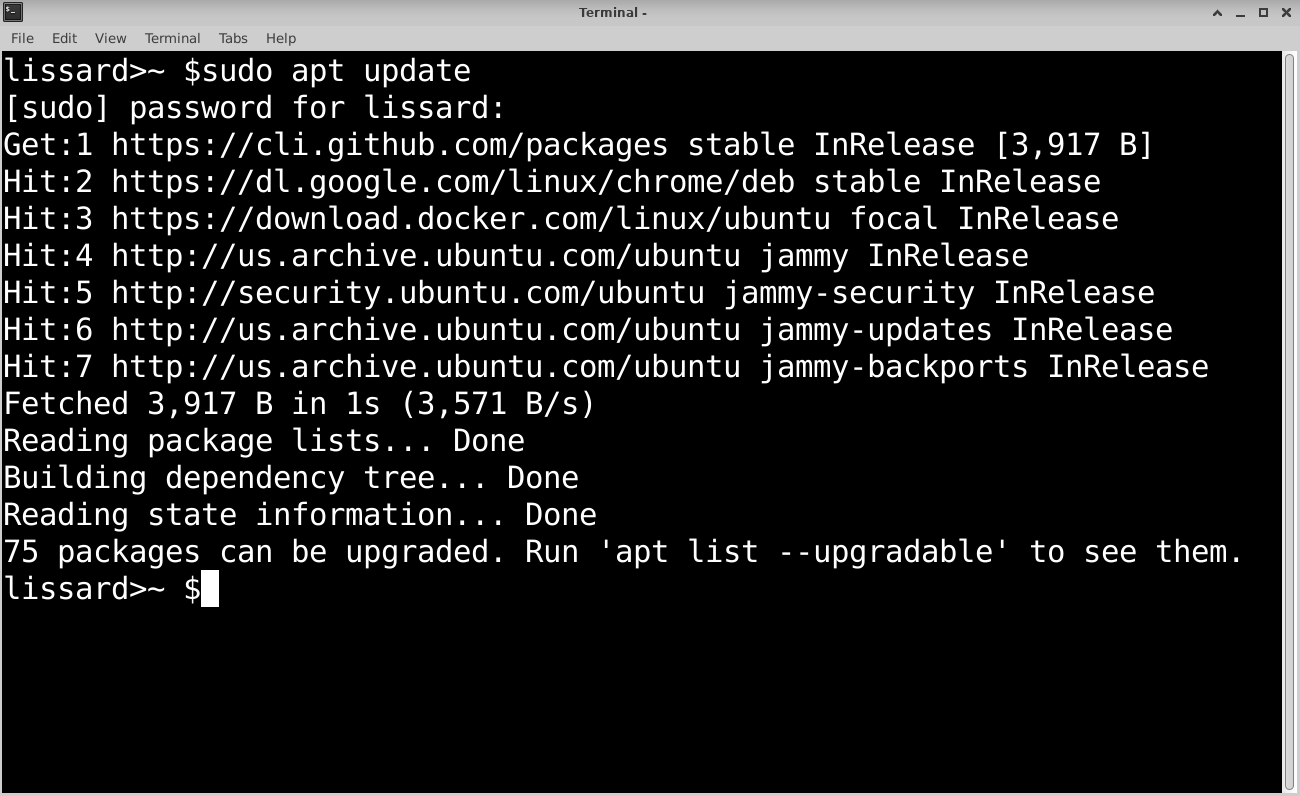 Terminal -
File Edit View Terminal Tabs Help
lissard>~ $sudo apt update
[sudo] password for lissard:
Get:1 https://cli.github.com/packages stable InRelease [3,917 B]
Hit:2 https://dl.google.com/linux/chrome/deb stable InRelease
Hit:3 https://download.docker.com/linux/ubuntu focal InRelease
Hit:4 http://us.archive.ubuntu.com/ubuntu jammy InRelease
Hit:5 http://security.ubuntu.com/ubuntu jammy-security InRelease
Hit:6 http://us.archive.ubuntu.com/ubuntu jammy-updates InRelease
Hit:7 http://us.archive.ubuntu.com/ubuntu jammy-backports InRelease
Fetched 3,917 B in 1s (3,571 B/s)
Reading package lists... Done
Building dependency tree... Done
Reading state information... Done
75 packages can be upgraded. Run 'apt list --upgradable' to see them.
lissard>~ $